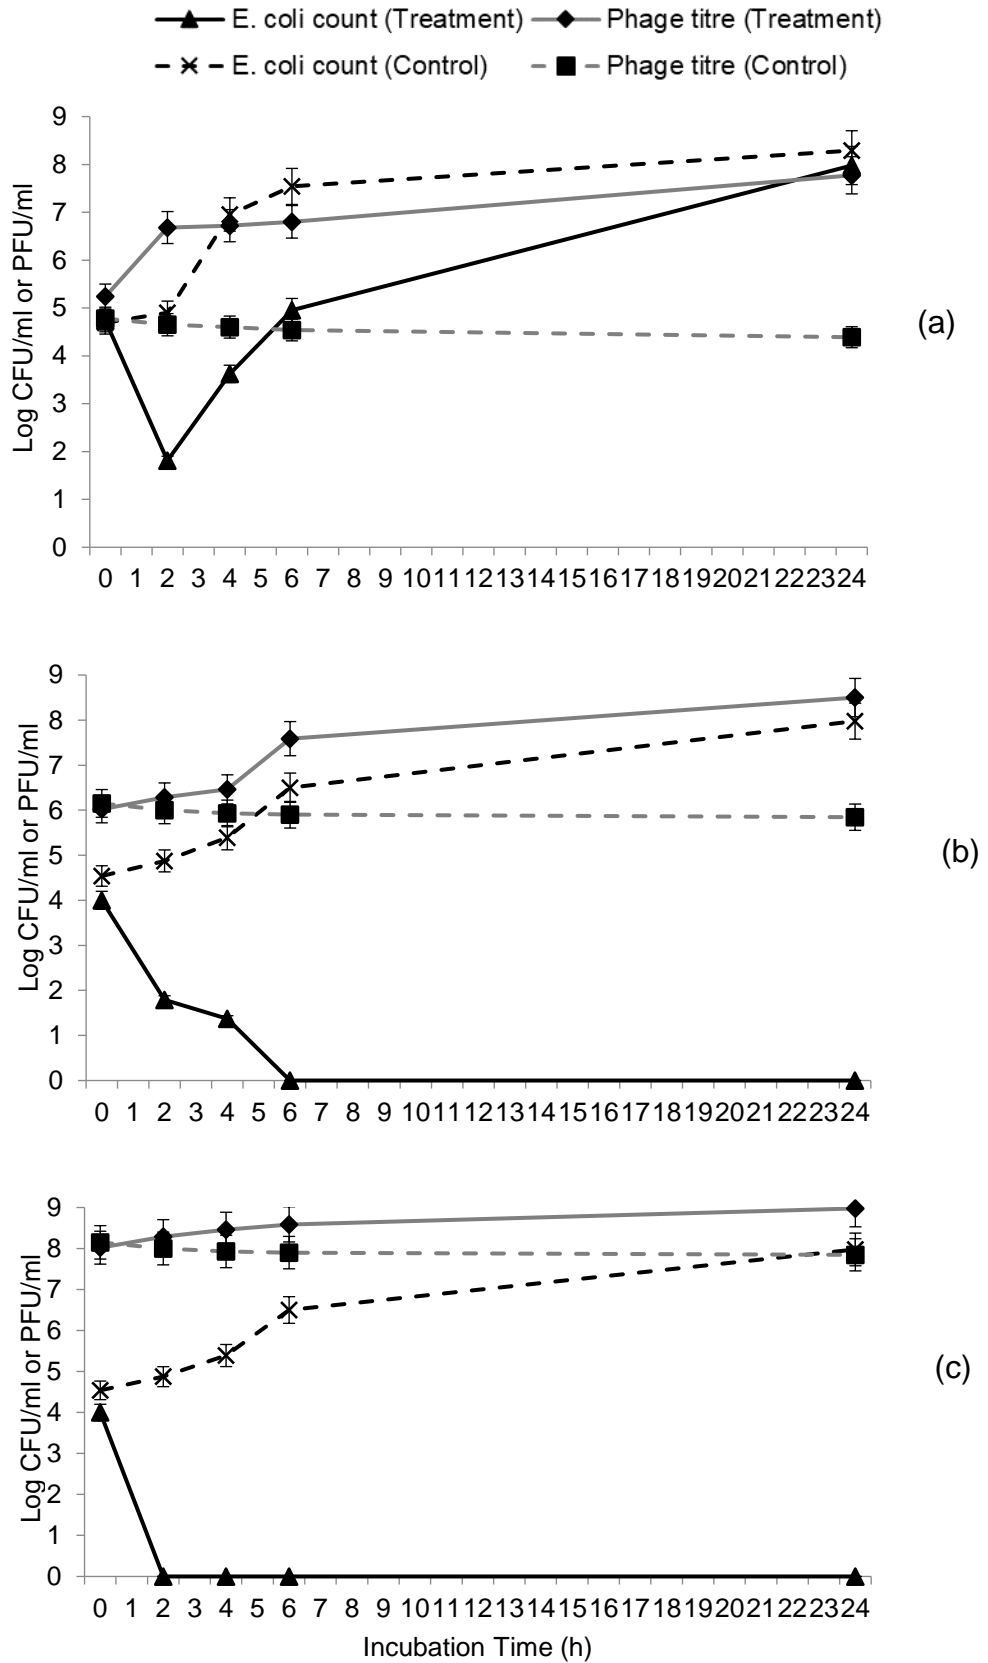 E. coli count (Treatment) Phage titre (Treatment)
E. coli count (Control) Phage titre (Control)
Log CFU/ml or PFU/ml
9
8
7
6
5
4
3
2
1
0
0 1 2 3 4 5 6 7 8 9 10 11 12 13 14 15 16 17 18 19 20 21 22 23 24
(a)
Log CFU/ml or PFU/ml
9
8
7
6
5
4
3
2
1
0
0 1 2 3 4 5 6 7 8 9 10 11 12 13 14 15 16 17 18 19 20 21 22 23 24
(b)
Log CFU/ml or PFU/ml
9
8
7
6
5
4
3
2
1
0
0 1 2 3 4 5 6 7 8 9 10 11 12 13 14 15 16 17 18 19 20 21 22 23 24
(c)
Incubation Time (h)